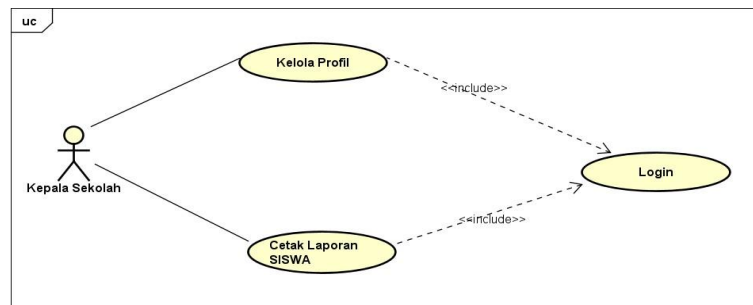 uc
Kelola Profil
<<include>>
Login
Kepala Sekolah
<<include>>
Cetak Laporan
SISWA